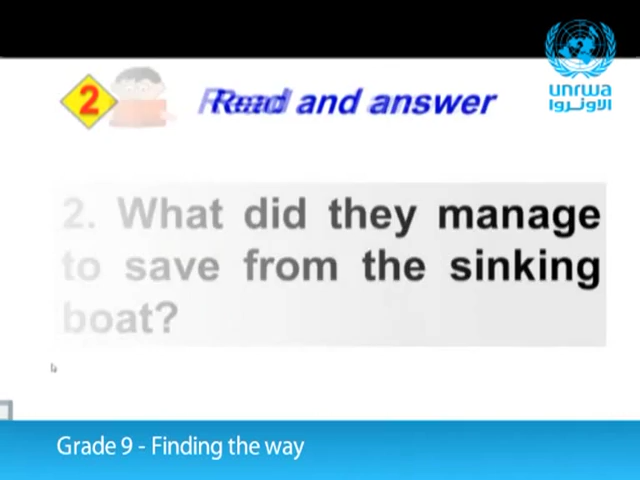 unrwa
الاونروا
2
Read and answer
2. What did they manage
to save from the sinking
boat?
Grade 9 - Finding the way